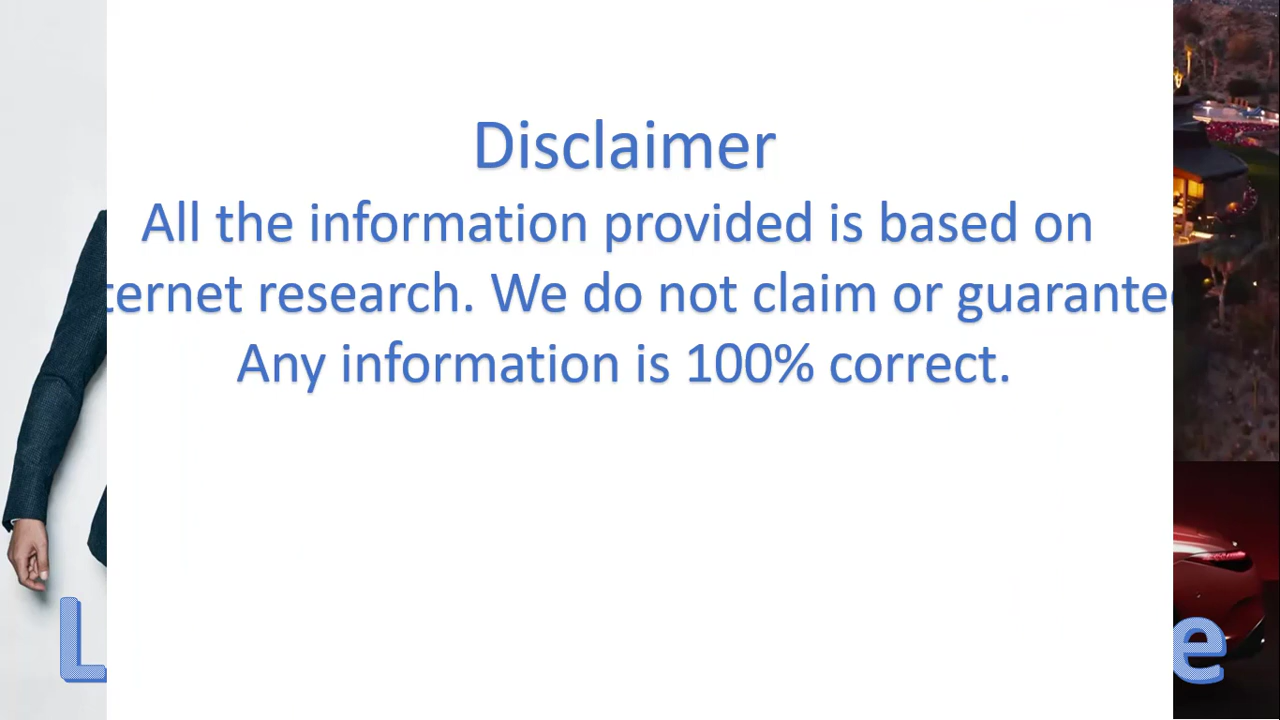 Disclaimer
All the information provided is based on
ternet research. We do not claim or guarantee
Any information is 100% correct.
L
e